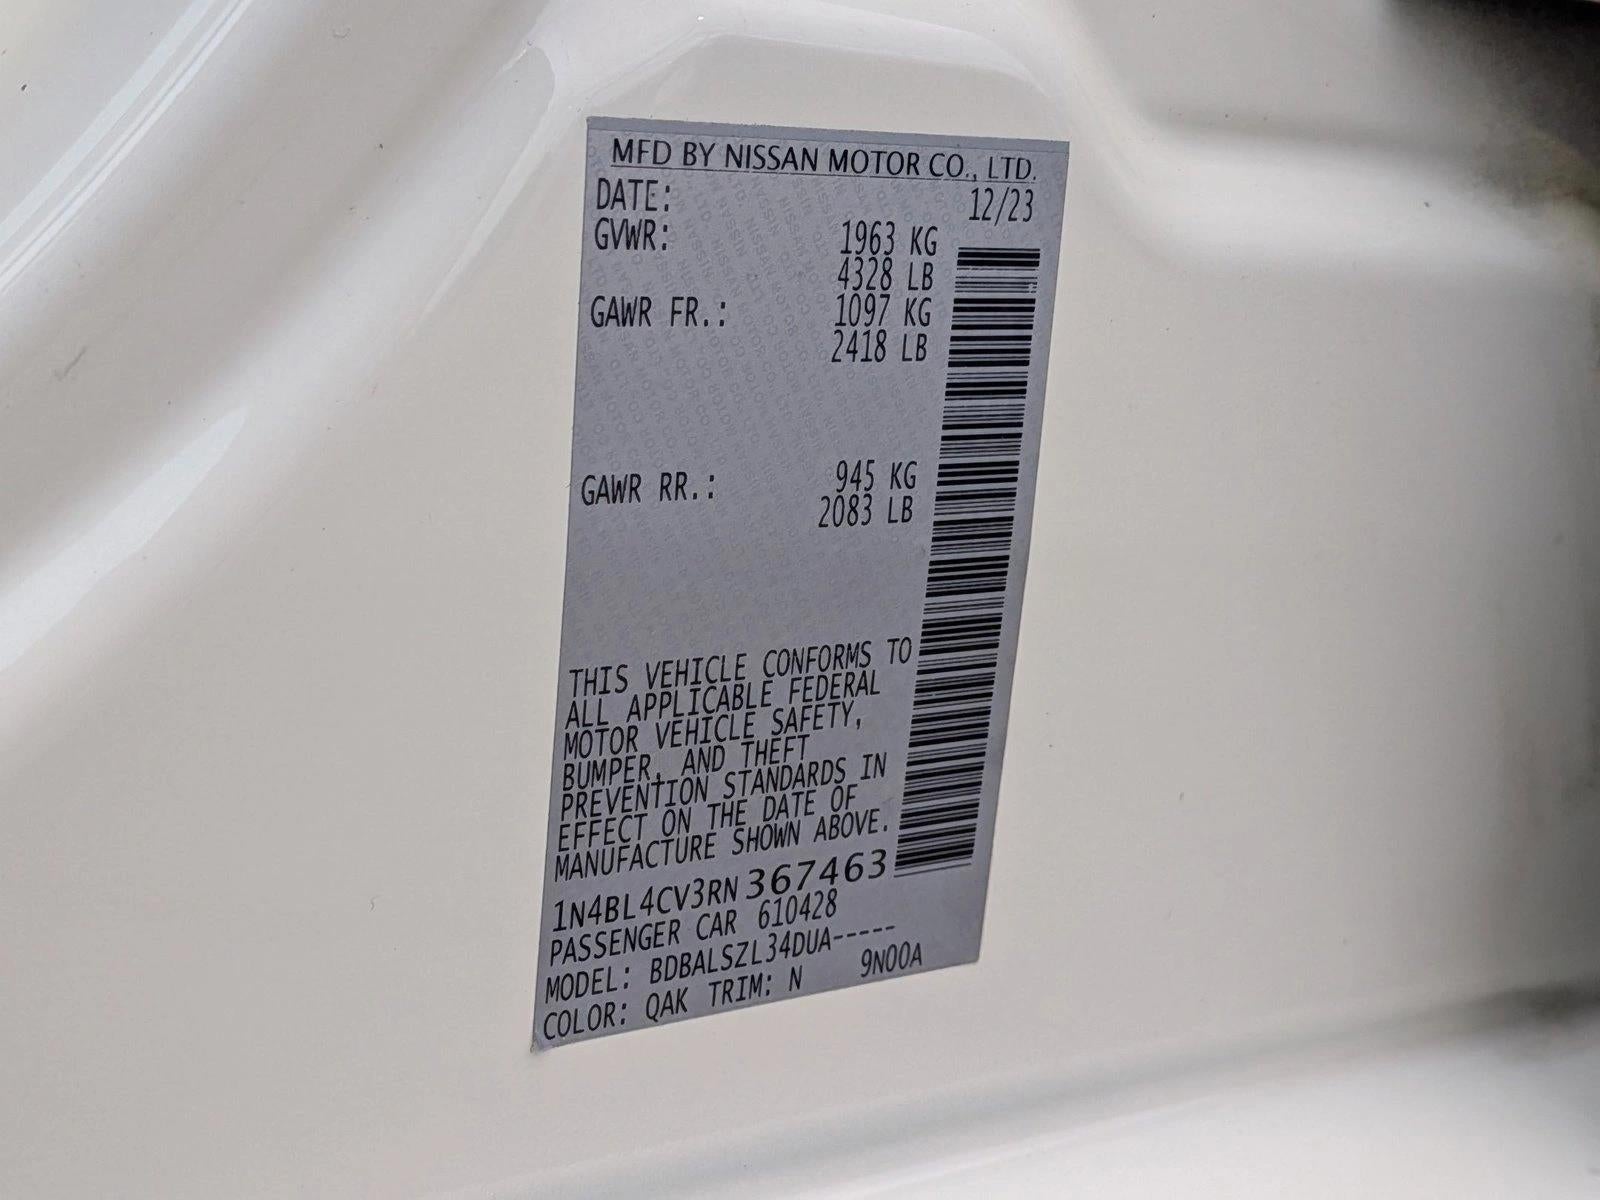 MFD BY NISSAN MOTOR CO., LTD.
DATE: 12/23
GVWR: 1963 KG
4328 LB
GAWR FR.: 1097 KG
2418 LB
GAWR RR.: 945 KG
2083 LB
THIS VEHICLE CONFORMS TO
ALL APPLICABLE FEDERAL
MOTOR VEHICLE SAFETY,
BUMPER, AND THEFT
PREVENTION STANDARDS IN
EFFECT ON THE DATE OF
MANUFACTURE SHOWN ABOVE.
1N4BL4CV3RN367463
PASSENGER CAR 610428
MODEL: BDBALSZL34DUA-----
COLOR: QAK TRIM: N 9N00A